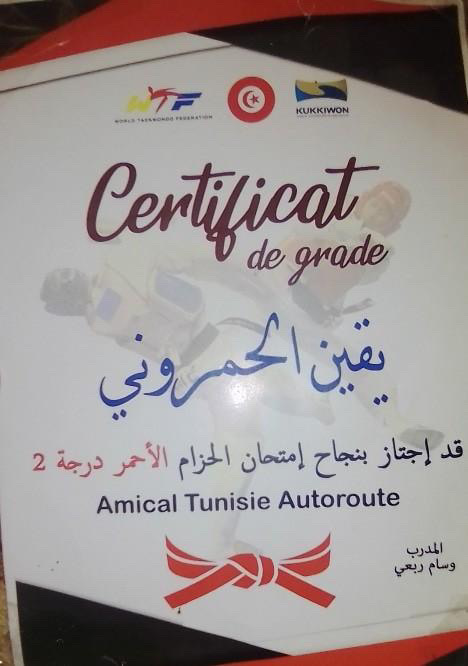 WTF
WORLD TAEKWONDO FEDERATION
KUKKIWON
Certificat
de grade
يقين الحمروني
قد إجتاز بنجاح إمتحان الحزام الأحمر درجة 2
Amical Tunisie Autoroute
المدرب
وسام ربعي